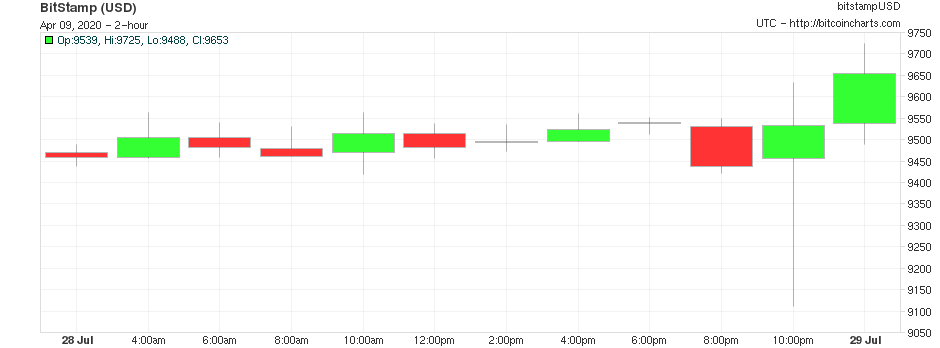 BitStamp (USD)
bitstampUSD
Apr 09, 2020 - 2-hour
UTC - http://bitcoincharts.com
Op:9539, Hi:9725, Lo:9488, Cl:9653
9750
9700
9650
9600
9550
9500
9450
9400
9350
9300
9250
9200
9150
9100
9050
28 Jul 4:00am 6:00am 8:00am 10:00am 12:00pm 2:00pm 4:00pm 6:00pm 8:00pm 10:00pm 29 Jul